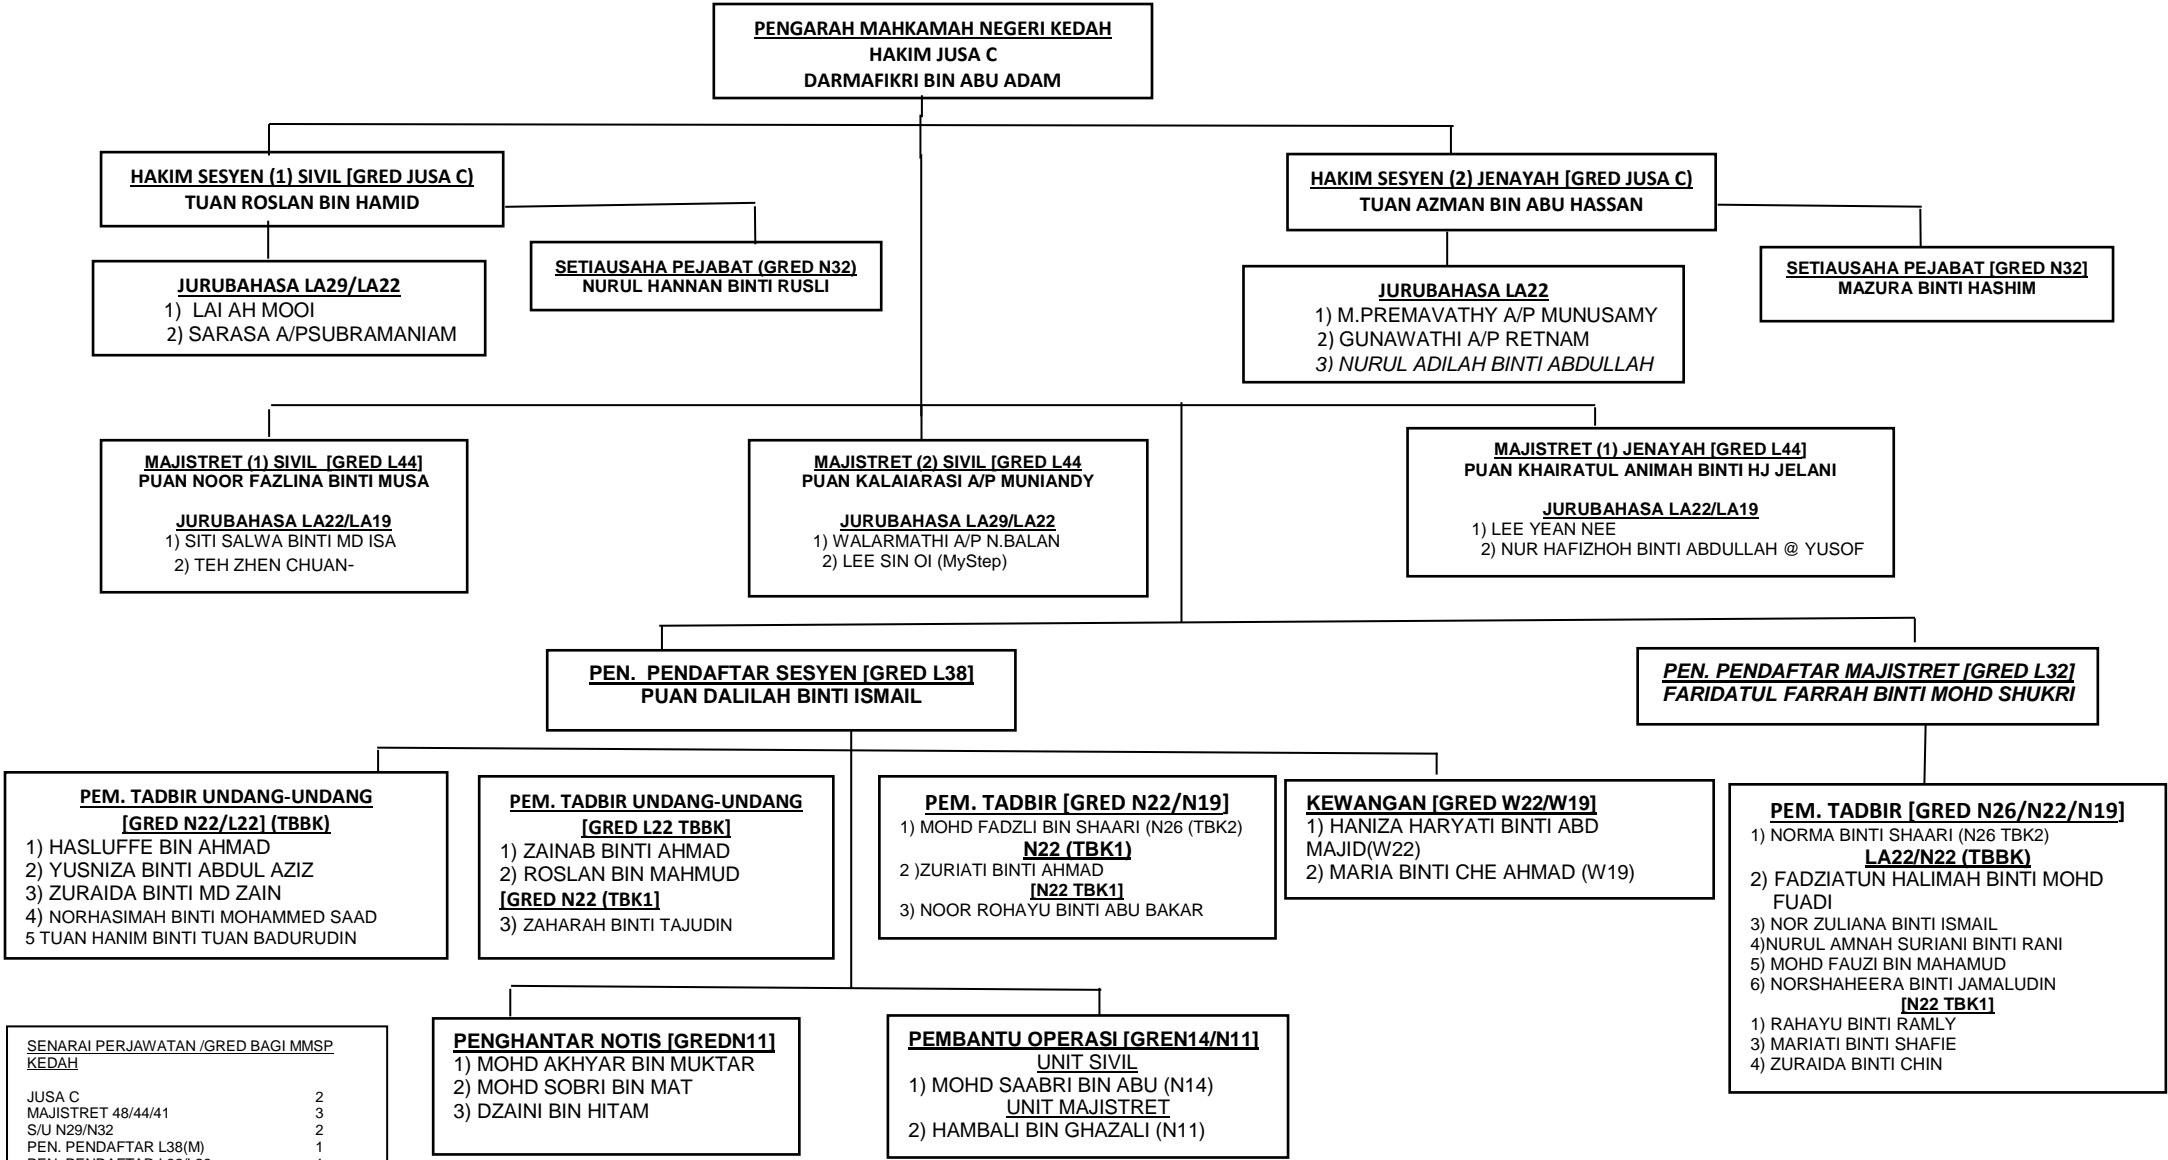 PENGARAH MAHKAMAH NEGERI KEDAH
HAKIM JUSA C
DARMAFIKRI BIN ABU ADAM
HAKIM SESYEN (1) SIVIL [GRED JUSA C)
TUAN ROSLAN BIN HAMID
HAKIM SESYEN (2) JENAYAH [GRED JUSA C)
TUAN AZMAN BIN ABU HASSAN
JURUBAHASA LA29/LA22
1) LAI AH MOOI
2) SARASA A/PSUBRAMANIAM
SETIAUSAHA PEJABAT (GRED N32)
NURUL HANNAN BINTI RUSLI
JURUBAHASA LA22
1) M.PREMAVATHY A/P MUNUSAMY
2) GUNAWATHI A/P RETNAM
3) NURUL ADILAH BINTI ABDULLAH
SETIAUSAHA PEJABAT [GRED N32]
MAZURA BINTI HASHIM
MAJISTRET (1) SIVIL [GRED L44]
PUAN NOOR FAZLINA BINTI MUSA
JURUBAHASA LA22/LA19
1) SITI SALWA BINTI MD ISA
2) TEH ZHEN CHUAN-
MAJISTRET (2) SIVIL [GRED L44
PUAN KALAIARASI A/P MUNIANDY
JURUBAHASA LA29/LA22
1) WALARMATHI A/P N.BALAN
2) LEE SIN OI (MyStep)
MAJISTRET (1) JENAYAH [GRED L44]
PUAN KHAIRATUL ANIMAH BINTI HJ JELANI
JURUBAHASA LA22/LA19
1) LEE YEAN NEE
2) NUR HAFIZHOH BINTI ABDULLAH @ YUSOF
PEN. PENDAFTAR SESYEN [GRED L38]
PUAN DALILAH BINTI ISMAIL
PEN. PENDAFTAR MAJISTRET [GRED L32]
FARIDATUL FARRAH BINTI MOHD SHUKRI
PEM. TADBIR UNDANG-UNDANG
[GRED N22/L22] (TBBK)
1) HASLUFFE BIN AHMAD
2) YUSNIZA BINTI ABDUL AZIZ
3) ZURAIDA BINTI MD ZAIN
4) NORHASIMAH BINTI MOHAMMED SAAD
5 TUAN HANIM BINTI TUAN BADURUDIN
PEM. TADBIR UNDANG-UNDANG
[GRED L22 TBBK]
1) ZAINAB BINTI AHMAD
2) ROSLAN BIN MAHMUD
[GRED N22 (TBK1]
3) ZAHARAH BINTI TAJUDIN
PEM. TADBIR [GRED N22/N19]
1) MOHD FADZLI BIN SHAARI (N26 (TBK2)
N22 (TBK1)
2 )ZURIATI BINTI AHMAD
[N22 TBK1]
3) NOOR ROHAYU BINTI ABU BAKAR
KEWANGAN [GRED W22/W19]
1) HANIZA HARYATI BINTI ABD
MAJID(W22)
2) MARIA BINTI CHE AHMAD (W19)
PEM. TADBIR [GRED N26/N22/N19]
1) NORMA BINTI SHAARI (N26 TBK2)
LA22/N22 (TBBK)
2) FADZIATUN HALIMAH BINTI MOHD
FUADI
3) NOR ZULIANA BINTI ISMAIL
4)NURUL AMNAH SURIANI BINTI RANI
5) MOHD FAUZI BIN MAHAMUD
6) NORSHAHEERA BINTI JAMALUDIN
[N22 TBK1]
1) RAHAYU BINTI RAMLY
3) MARIATI BINTI SHAFIE
4) ZURAIDA BINTI CHIN
PENGHANTAR NOTIS [GREDN11]
1) MOHD AKHYAR BIN MUKTAR
2) MOHD SOBRI BIN MAT
3) DZAINI BIN HITAM
PEMBANTU OPERASI [GREN14/N11]
UNIT SIVIL
1) MOHD SAABRI BIN ABU (N14)
UNIT MAJISTRET
2) HAMBALI BIN GHAZALI (N11)
SENARAI PERJAWATAN /GRED BAGI MMSP
KEDAH
JUSA C 2
MAJISTRET 48/44/41 3
S/U N29/N32 2
PEN. PENDAFTAR L38(M) 1